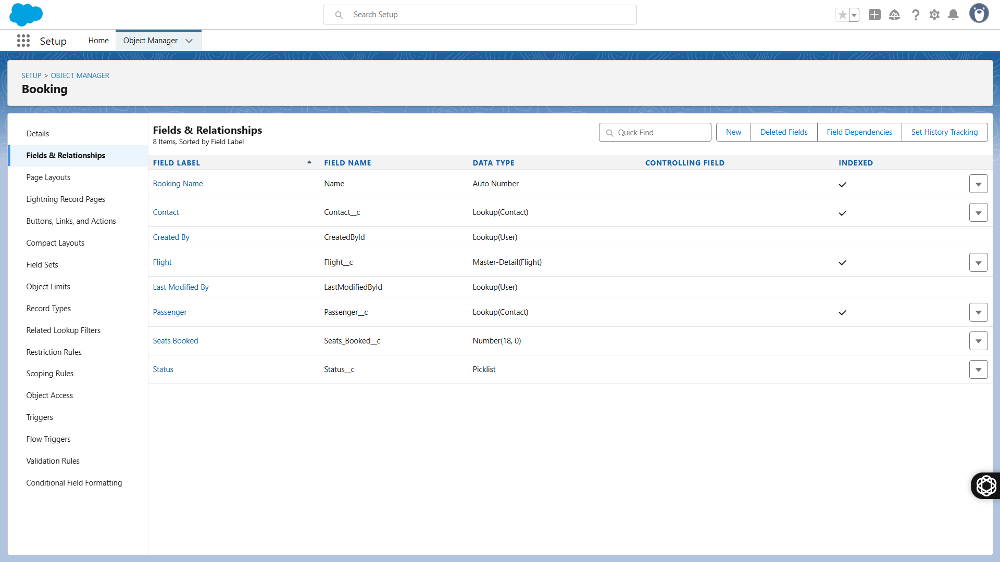 Search Setup
Setup
Home
Object Manager
SETUP > OBJECT MANAGER
Booking
Details
Fields & Relationships
Page Layouts
Lightning Record Pages
Buttons, Links, and Actions
Compact Layouts
Field Sets
Object Limits
Record Types
Related Lookup Filters
Restriction Rules
Scoping Rules
Object Access
Triggers
Flow Triggers
Validation Rules
Conditional Field Formatting
Fields & Relationships
8 Items, Sorted by Field Label
Quick Find
New
Deleted Fields
Field Dependencies
Set History Tracking
FIELD LABEL FIELD NAME DATA TYPE CONTROLLING FIELD INDEXED
Booking Name Name Auto Number
Contact Contact__c Lookup(Contact)
Created By CreatedById Lookup(User)
Flight Flight__c Master-Detail(Flight)
Last Modified By LastModifiedById Lookup(User)
Passenger Passenger__c Lookup(Contact)
Seats Booked Seats_Booked__c Number(18, 0)
Status Status__c Picklist